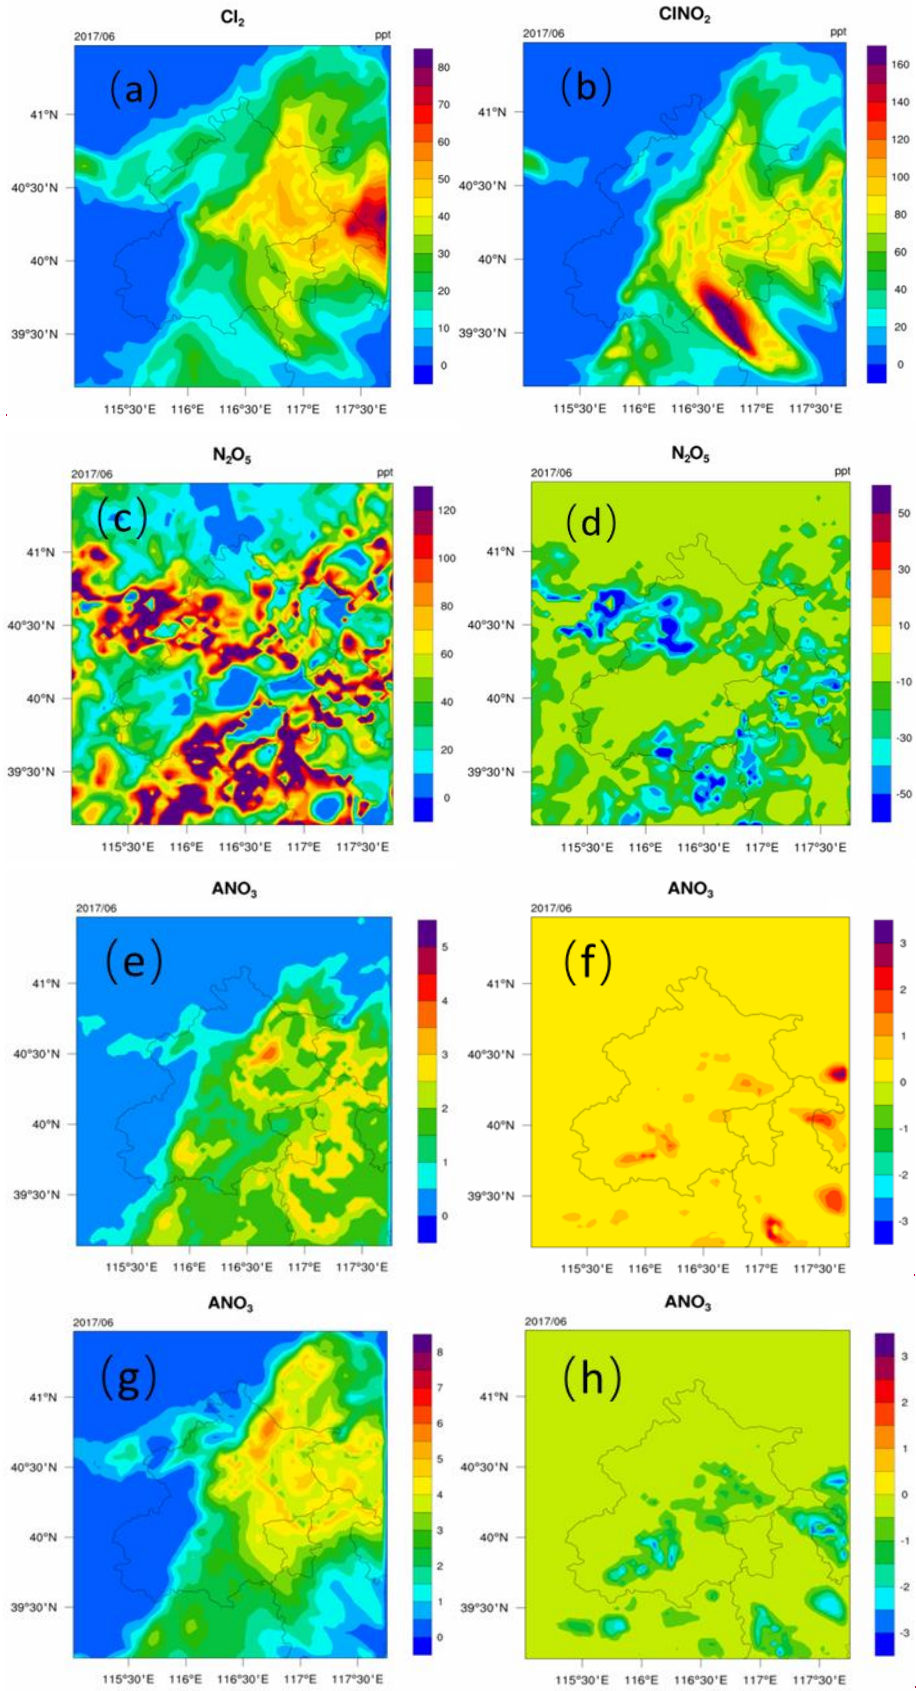 Cl₂
2017/06 ppt
(a)
41°N
40°30'N
40°N
39°30'N
115°30'E 116°E 116°30'E 117°E 117°30'E
80
70
60
50
40
30
20
10
0
ClNO₂
2017/06 ppt
(b)
41°N
40°30'N
40°N
39°30'N
115°30'E 116°E 116°30'E 117°E 117°30'E
160
140
120
100
80
60
40
20
0
N₂O₅
2017/06 ppt
(c)
41°N
40°30'N
40°N
39°30'N
115°30'E 116°E 116°30'E 117°E 117°30'E
120
100
80
60
40
20
0
N₂O₅
2017/06 ppt
(d)
41°N
40°30'N
40°N
39°30'N
115°30'E 116°E 116°30'E 117°E 117°30'E
50
30
10
-10
-30
-50
ANO₃
2017/06
(e)
41°N
40°30'N
40°N
39°30'N
115°30'E 116°E 116°30'E 117°E 117°30'E
5
4
3
2
1
0
ANO₃
2017/06
(f)
41°N
40°30'N
40°N
39°30'N
115°30'E 116°E 116°30'E 117°E 117°30'E
3
2
1
0
-1
-2
-3
ANO₃
2017/06
(g)
41°N
40°30'N
40°N
39°30'N
115°30'E 116°E 116°30'E 117°E 117°30'E
8
7
6
5
4
3
2
1
0
ANO₃
2017/06
(h)
41°N
40°30'N
40°N
39°30'N
115°30'E 116°E 116°30'E 117°E 117°30'E
3
2
1
0
-1
-2
-3